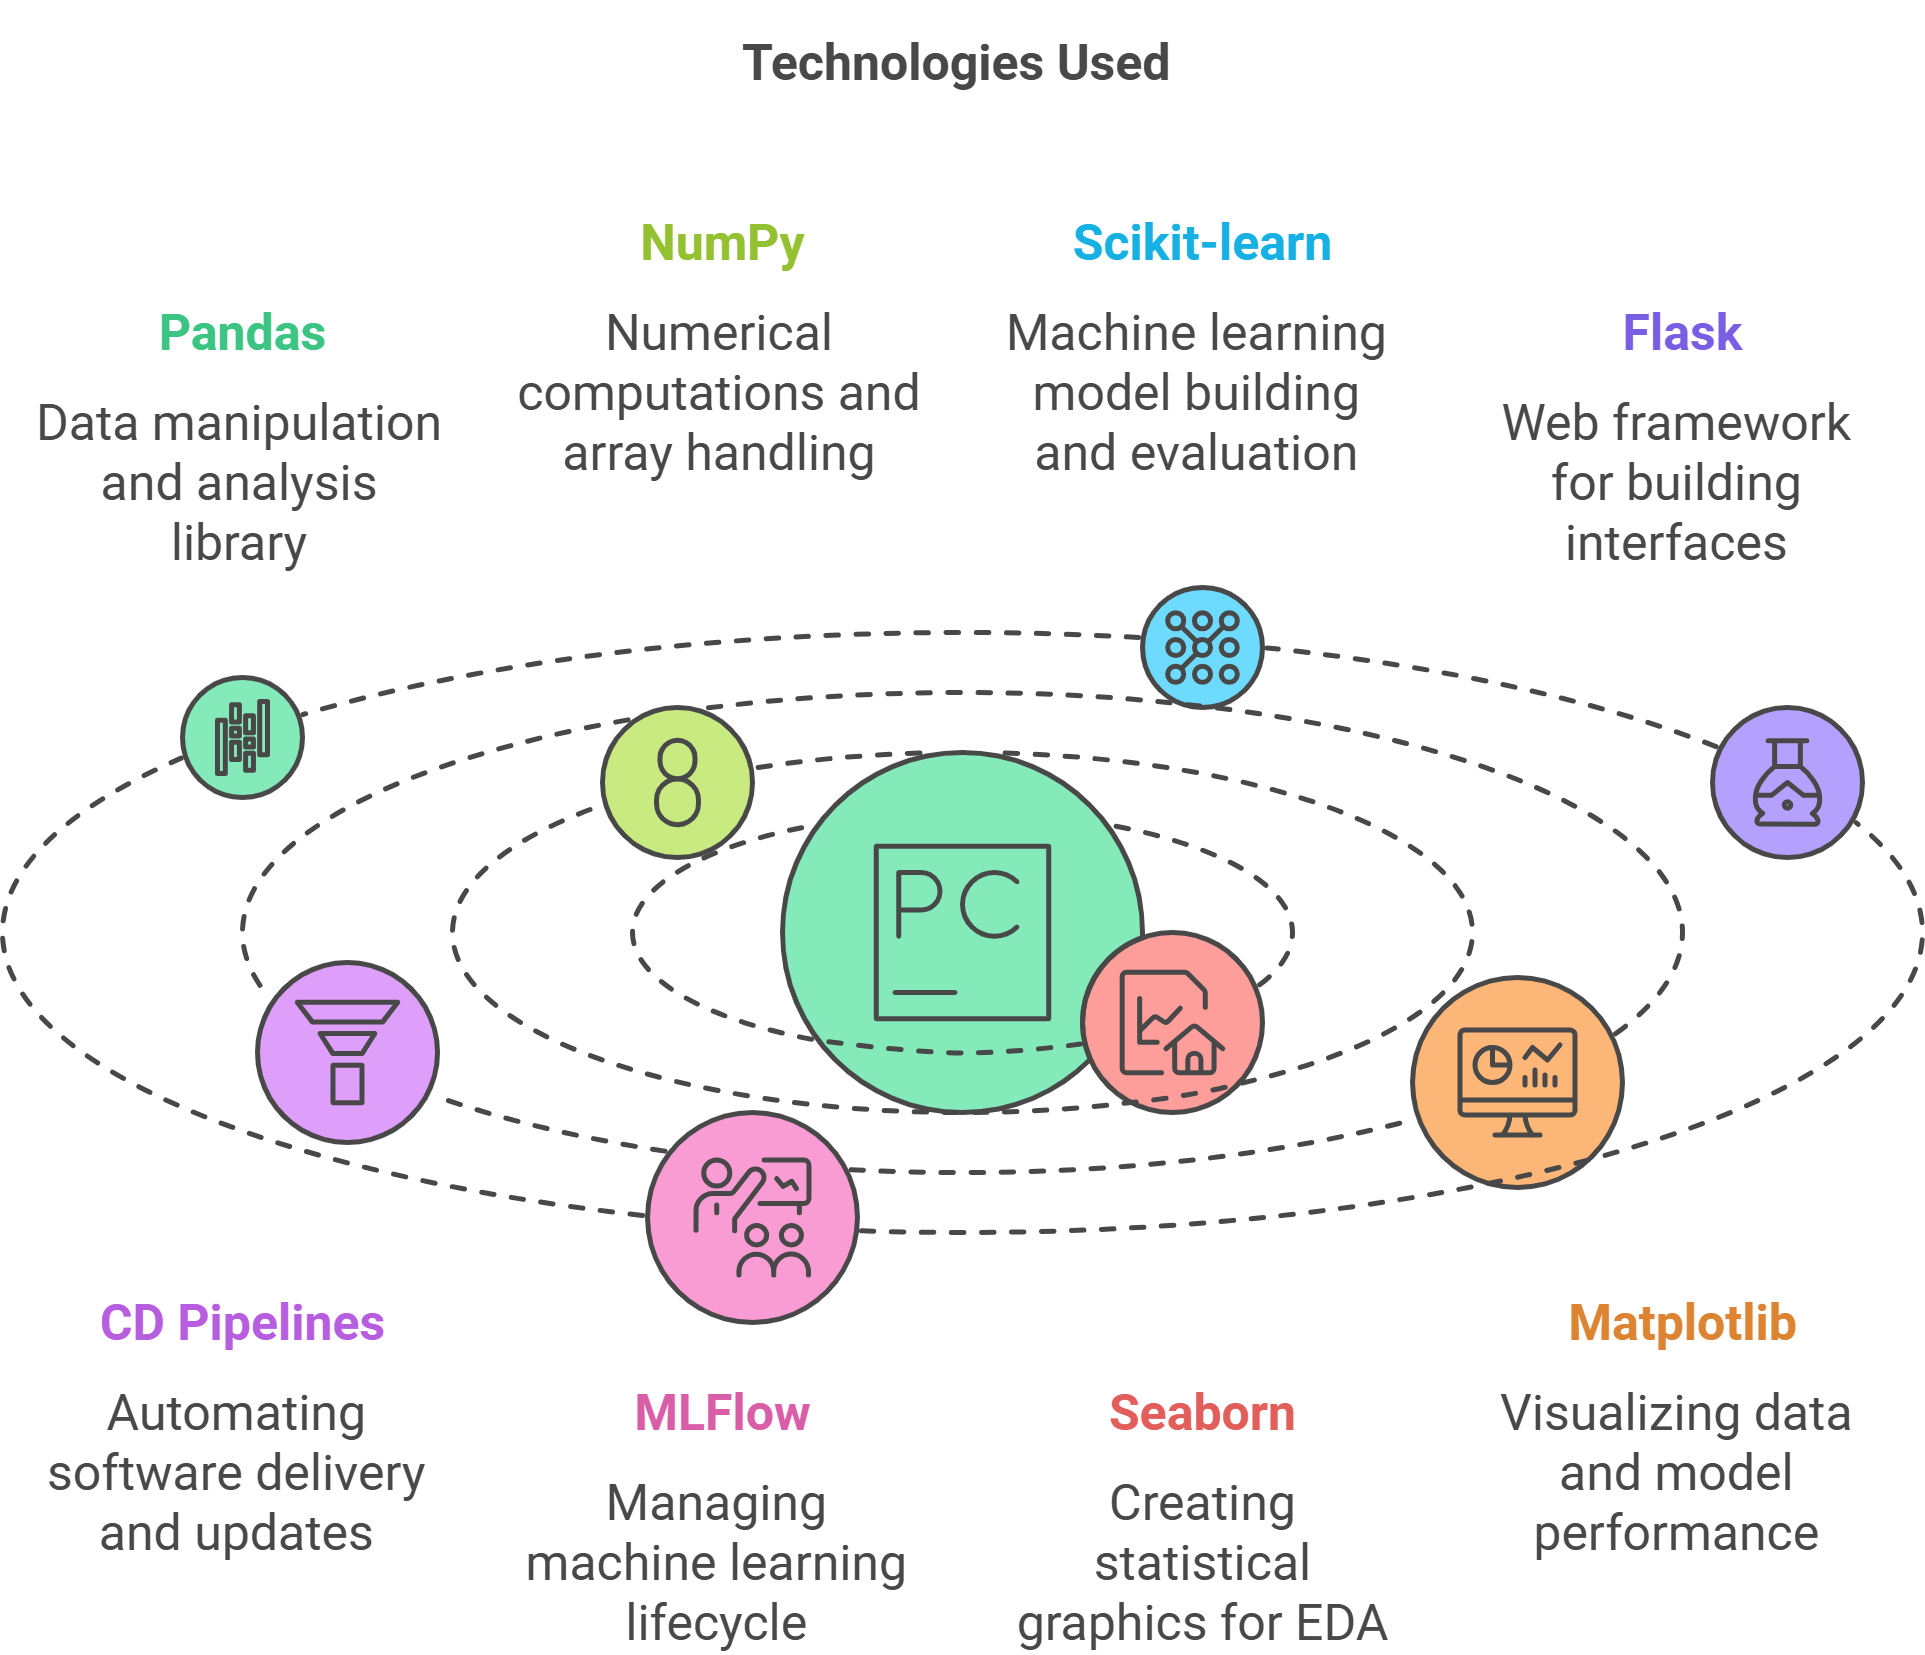 Technologies Used
Pandas
Data manipulation
and analysis
library
NumPy
Numerical
computations and
array handling
Scikit-learn
Machine learning
model building
and evaluation
Flask
Web framework
for building
interfaces
8
PC
CD Pipelines
Automating
software delivery
and updates
MLFlow
Managing
machine learning
lifecycle
Seaborn
Creating
statistical
graphics for EDA
Matplotlib
Visualizing data
and model
performance